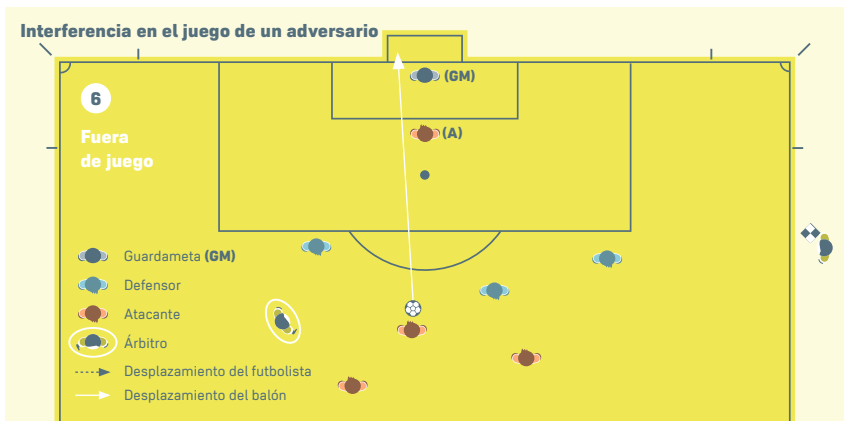 Interferencia en el juego de un adversario
(GM)
6
(A)
Fuera
de juego
Guardameta (GM)
Defensor
Atacante
Árbitro
Desplazamiento del futbolista
Desplazamiento del balón